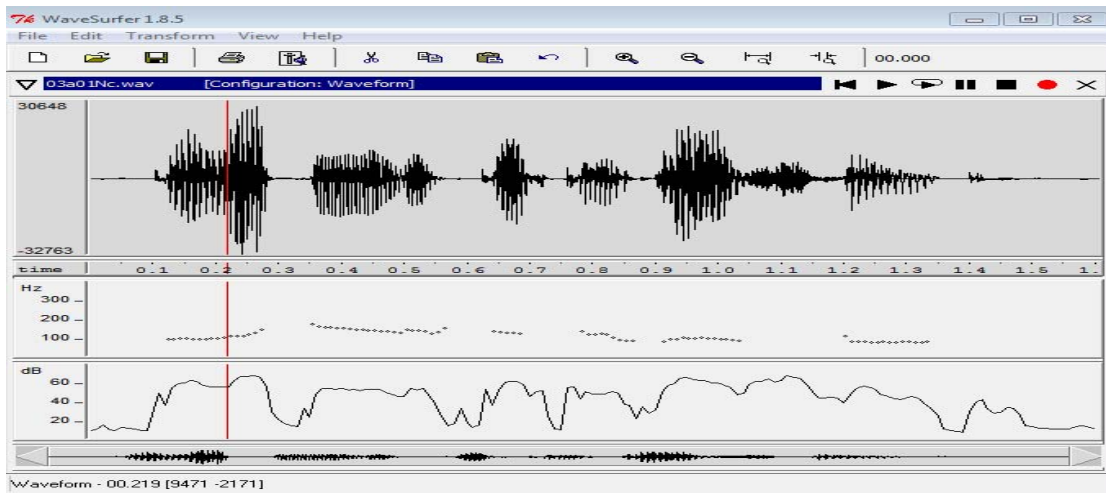 WaveSurfer 1.8.5
File Edit Transform View Help
00.000
03a01Nc.wav [Configuration: Waveform]
30648
-32763
time 0.1 0.2 0.3 0.4 0.5 0.6 0.7 0.8 0.9 1.0 1.1 1.2 1.3 1.4 1.5 1.
Hz
300
200
100
dB
60
40
20
Waveform - 00.219 [9471 -2171]